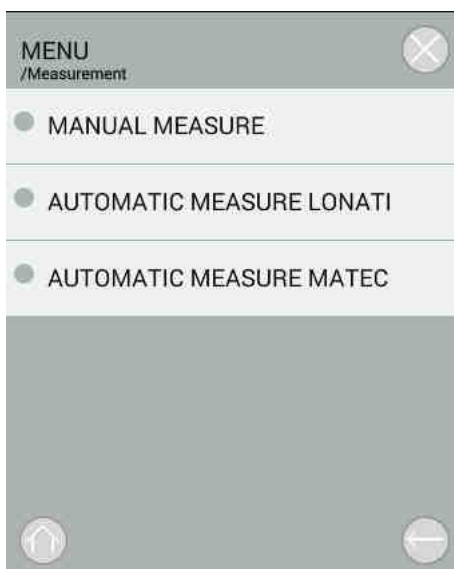 MENU
/Measurement
MANUAL MEASURE
AUTOMATIC MEASURE LONATI
AUTOMATIC MEASURE MATEC